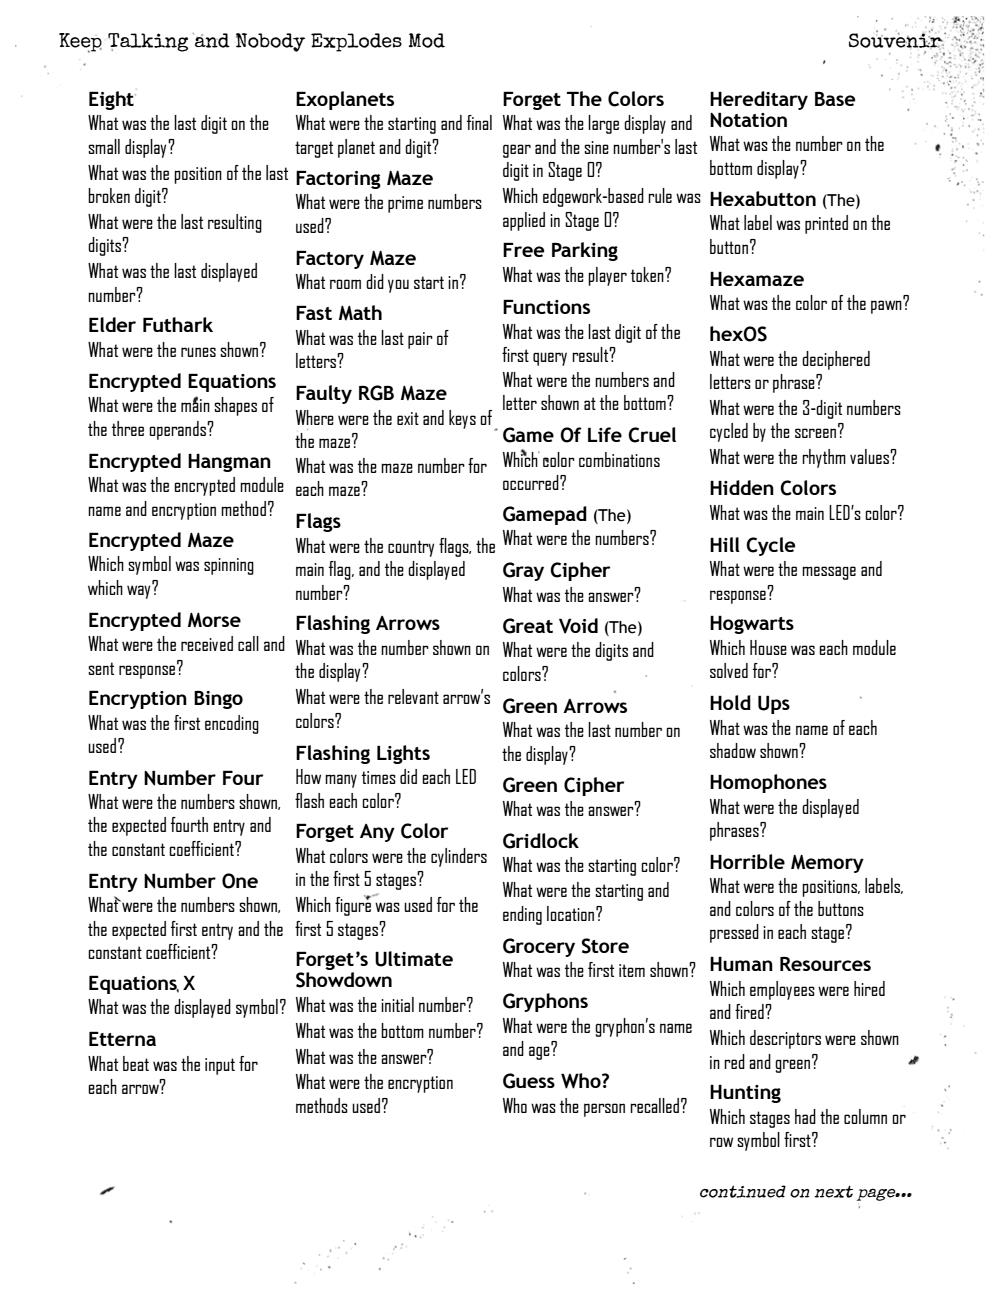 Keep Talking and Nobody Explodes Mod
Souvenir
Eight
What was the last digit on the
small display?
What was the position of the last
broken digit?
What were the last resulting
digits?
What was the last displayed
number?
Elder Futhark
What were the runes shown?
Encrypted Equations
What were the main shapes of
the three operands?
Encrypted Hangman
What was the encrypted module
name and encryption method?
Encrypted Maze
Which symbol was spinning
which way?
Encrypted Morse
What were the received call and
sent response?
Encryption Bingo
What was the first encoding
used?
Entry Number Four
What were the numbers shown,
the expected fourth entry and
the constant coefficient?
Entry Number One
What were the numbers shown,
the expected first entry and the
constant coefficient?
Equations X
What was the displayed symbol?
Etterna
What beat was the input for
each arrow?
Exoplanets
What were the starting and final
target planet and digit?
Factoring Maze
What were the prime numbers
used?
Factory Maze
What room did you start in?
Fast Math
What was the last pair of
letters?
Faulty RGB Maze
Where were the exit and keys of
the maze?
What was the maze number for
each maze?
Flags
What were the country flags, the
main flag, and the displayed
number?
Flashing Arrows
What was the number shown on
the display?
What were the relevant arrow's
colors?
Flashing Lights
How many times did each LED
flash each color?
Forget Any Color
What colors were the cylinders
in the first 5 stages?
Which figure was used for the
first 5 stages?
Forget's Ultimate
Showdown
What was the initial number?
What was the bottom number?
What was the answer?
What were the encryption
methods used?
Forget The Colors
What was the large display and
gear and the sine number's last
digit in Stage 0?
Which edgework-based rule was
applied in Stage 0?
Free Parking
What was the player token?
Functions
What was the last digit of the
first query result?
What were the numbers and
letter shown at the bottom?
Game Of Life Cruel
Which color combinations
occurred?
Gamepad (The)
What were the numbers?
Gray Cipher
What was the answer?
Great Void (The)
What were the digits and
colors?
Green Arrows
What was the last number on
the display?
Green Cipher
What was the answer?
Gridlock
What was the starting color?
What were the starting and
ending location?
Grocery Store
What was the first item shown?
Gryphons
What were the gryphon's name
and age?
Guess Who?
Who was the person recalled?
Hereditary Base
Notation
What was the number on the
bottom display?
Hexabutton (The)
What label was printed on the
button?
Hexamaze
What was the color of the pawn?
hexOS
What were the deciphered
letters or phrase?
What were the 3-digit numbers
cycled by the screen?
What were the rhythm values?
Hidden Colors
What was the main LED's color?
Hill Cycle
What were the message and
response?
Hogwarts
Which House was each module
solved for?
Hold Ups
What was the name of each
shadow shown?
Homophones
What were the displayed
phrases?
Horrible Memory
What were the positions, labels,
and colors of the buttons
pressed in each stage?
Human Resources
Which employees were hired
and fired?
Which descriptors were shown
in red and green?
Hunting
Which stages had the column or
row symbol first?
continued on next page...